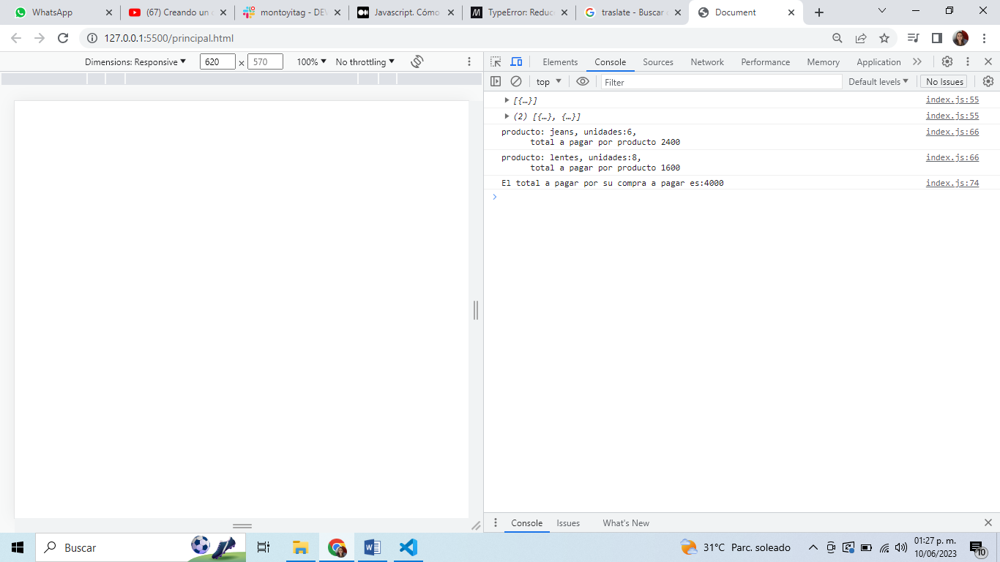 WhatsApp
(67) Creando un c
montoyitag - DEV
Javascript. Cómo
TypeError: Reduc
traslate - Buscar
Document
127.0.0.1:5500/principal.html
Dimensions: Responsive 620 × 570 100% No throttling
Elements Console Sources Network Performance Memory Application
top Filter Default levels No Issues
[{…}] index.js:55
(2) [{…}, {…}] index.js:55
producto: jeans, unidades:6, index.js:66
total a pagar por producto 2400
producto: lentes, unidades:8, index.js:66
total a pagar por producto 1600
El total a pagar por su compra a pagar es:4000 index.js:74
Console Issues What's New
Buscar
31°C Parc. soleado
01:27 p. m.
10/06/2023
10